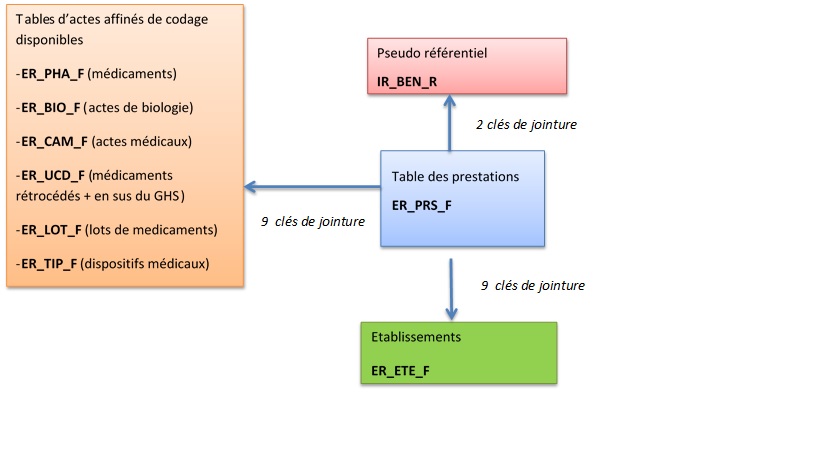 Tables d’actes affinés de codage
disponibles
-ER_PHA_F (médicaments)
-ER_BIO_F (actes de biologie)
-ER_CAM_F (actes médicaux)
-ER_UCD_F (médicaments
rétrocédés + en sus du GHS)
-ER_LOT_F (lots de medicaments)
-ER_TIP_F (dispositifs médicaux)
Pseudo référentiel
IR_BEN_R
2 clés de jointure
Table des prestations
ER_PRS_F
9 clés de jointure
9 clés de jointure
Etablissements
ER_ETE_F